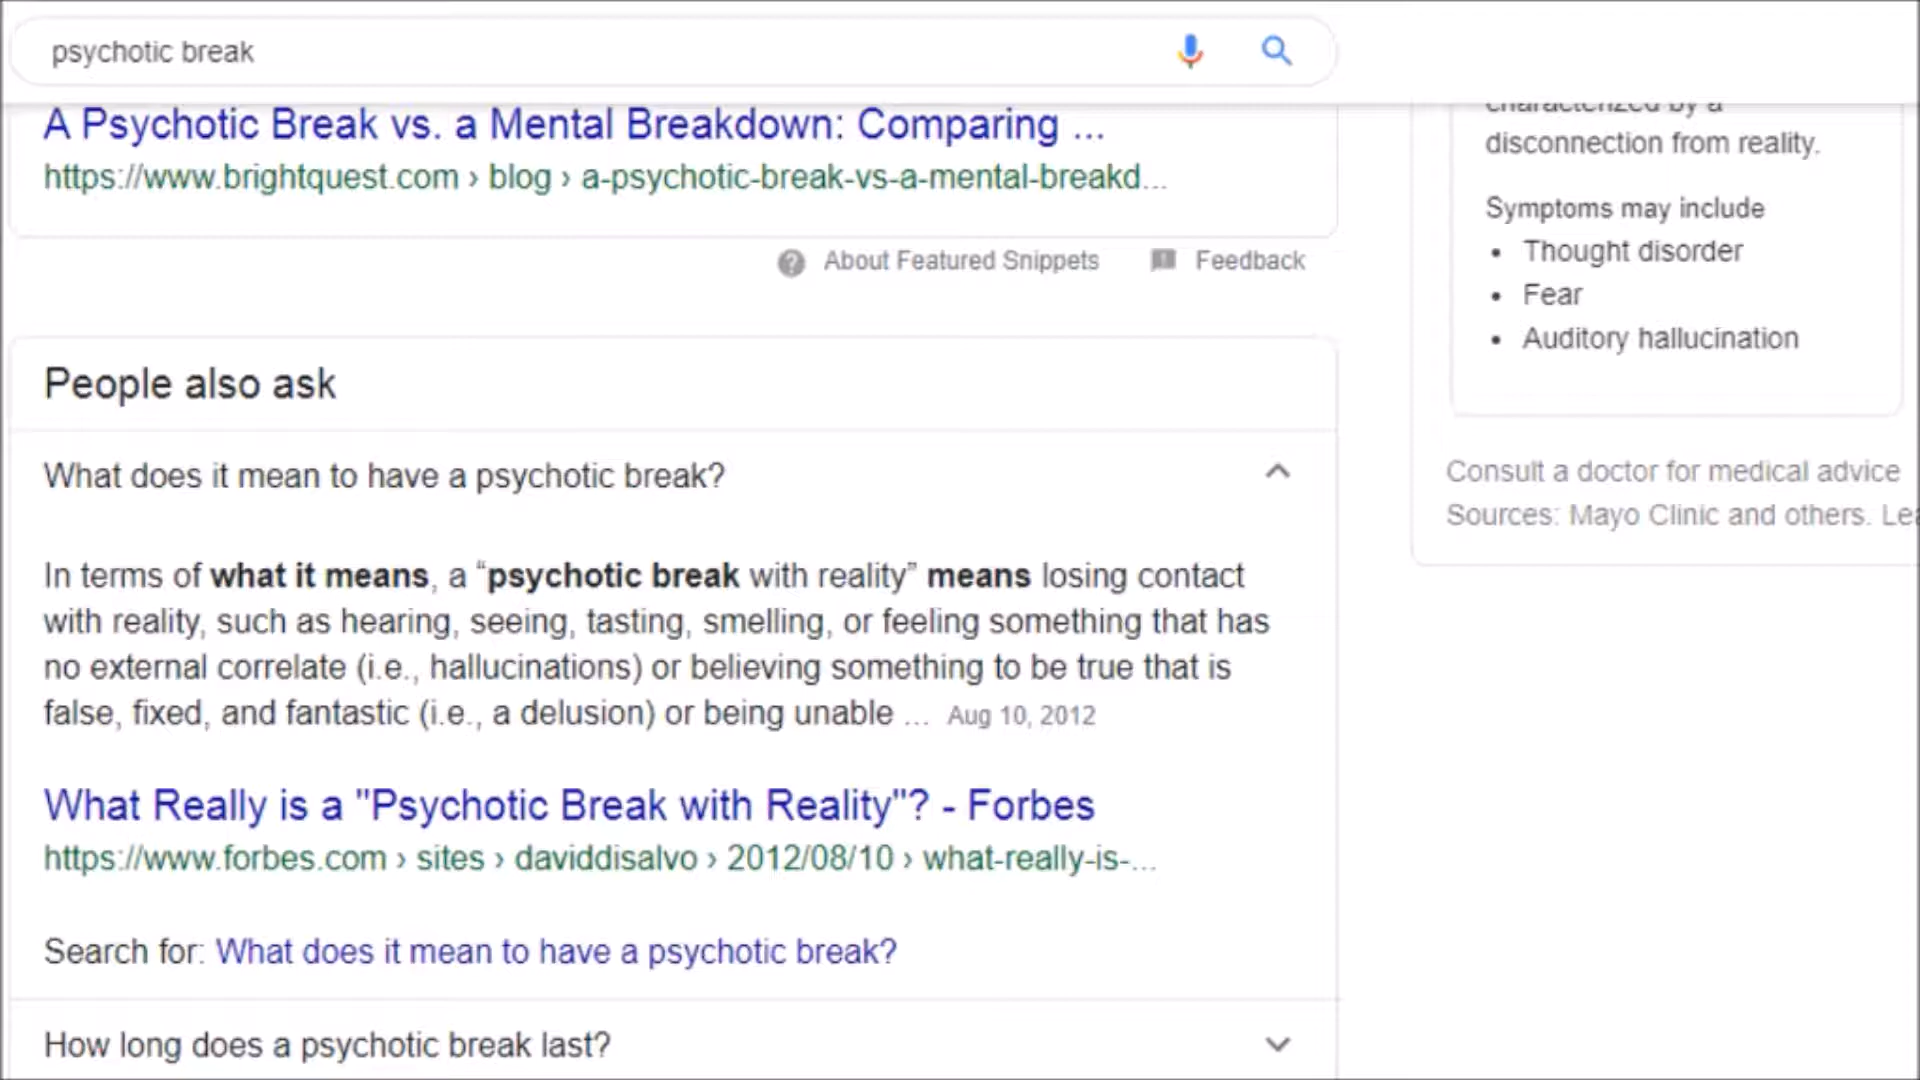 psychotic break
A Psychotic Break vs. a Mental Breakdown: Comparing ...
https://www.brightquest.com › blog › a-psychotic-break-vs-a-mental-breakd...
About Featured Snippets
Feedback
People also ask
What does it mean to have a psychotic break?
In terms of what it means, a “psychotic break with reality” means losing contact
with reality, such as hearing, seeing, tasting, smelling, or feeling something that has
no external correlate (i.e., hallucinations) or believing something to be true that is
false, fixed, and fantastic (i.e., a delusion) or being unable ... Aug 10, 2012
What Really is a "Psychotic Break with Reality"? - Forbes
https://www.forbes.com › sites › daviddisalvo › 2012/08/10 › what-really-is-...
Search for: What does it mean to have a psychotic break?
How long does a psychotic break last?
characterized by a
disconnection from reality.
Symptoms may include
• Thought disorder
• Fear
• Auditory hallucination
Consult a doctor for medical advice
Sources: Mayo Clinic and others.